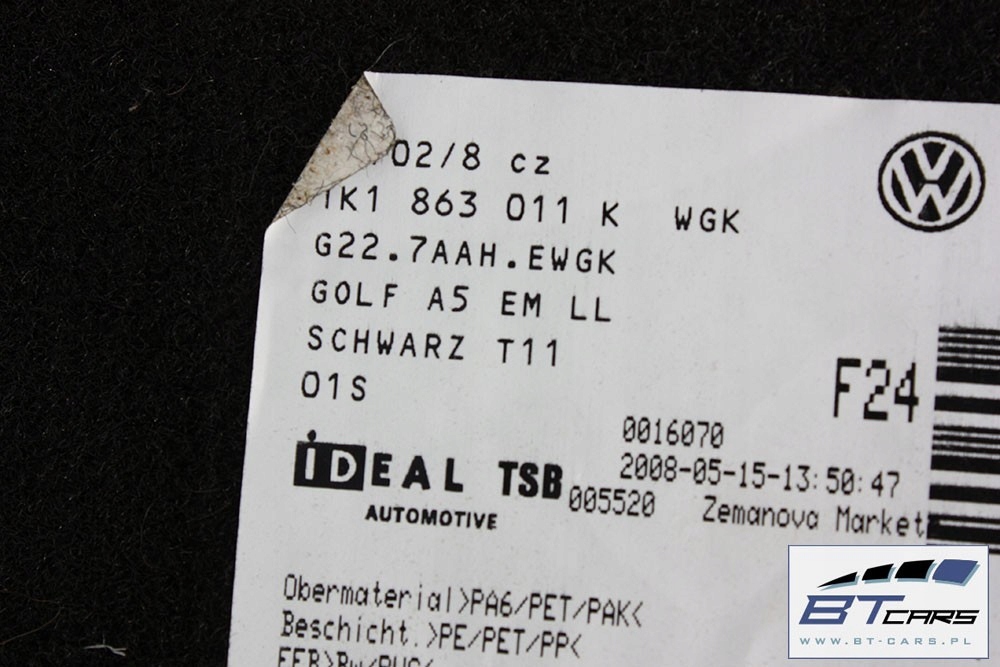 02/8 cz
1K1 863 011 K WGK
G22.7AAH.EWGK
GOLF A5 EM LL
SCHWARZ T11
01S
F24
0016070
iDEAL TSB 2008-05-15-13:50:47
005520 Zemanova Market
AUTOMOTIVE
Obermaterial>PA6/PET/PAK<
Beschicht.>PE/PET/PP<
BT CARS
WWW.BT-CARS.PL